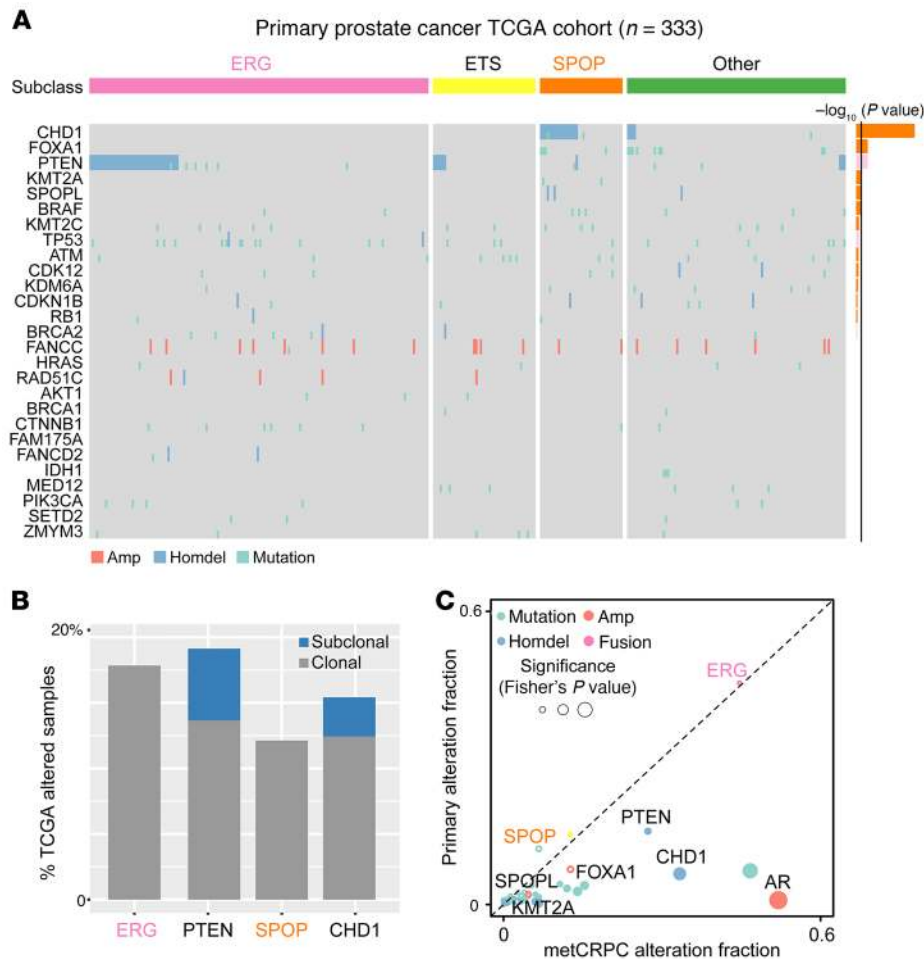 A
Primary prostate cancer TCGA cohort (n = 333)
ERG ETS SPOP Other
Subclass
–log10 (P value)
CHD1
FOXA1
PTEN
KMT2A
SPOPL
BRAF
KMT2C
TP53
ATM
CDK12
KDM6A
CDKN1B
RB1
BRCA2
FANCC
HRAS
RAD51C
AKT1
BRCA1
CTNNB1
FAM175A
FANCD2
IDH1
MED12
PIK3CA
SETD2
ZMYM3
Amp Homdel Mutation
B
20%
Subclonal
Clonal
% TCGA altered samples
0
ERG PTEN SPOP CHD1
C
0.6
Mutation Amp
Homdel Fusion
Significance
(Fisher's P value)
ERG
Primary alteration fraction
PTEN
SPOP
CHD1
FOXA1
SPOPL
AR
KMT2A
0
0 0.6
metCRPC alteration fraction